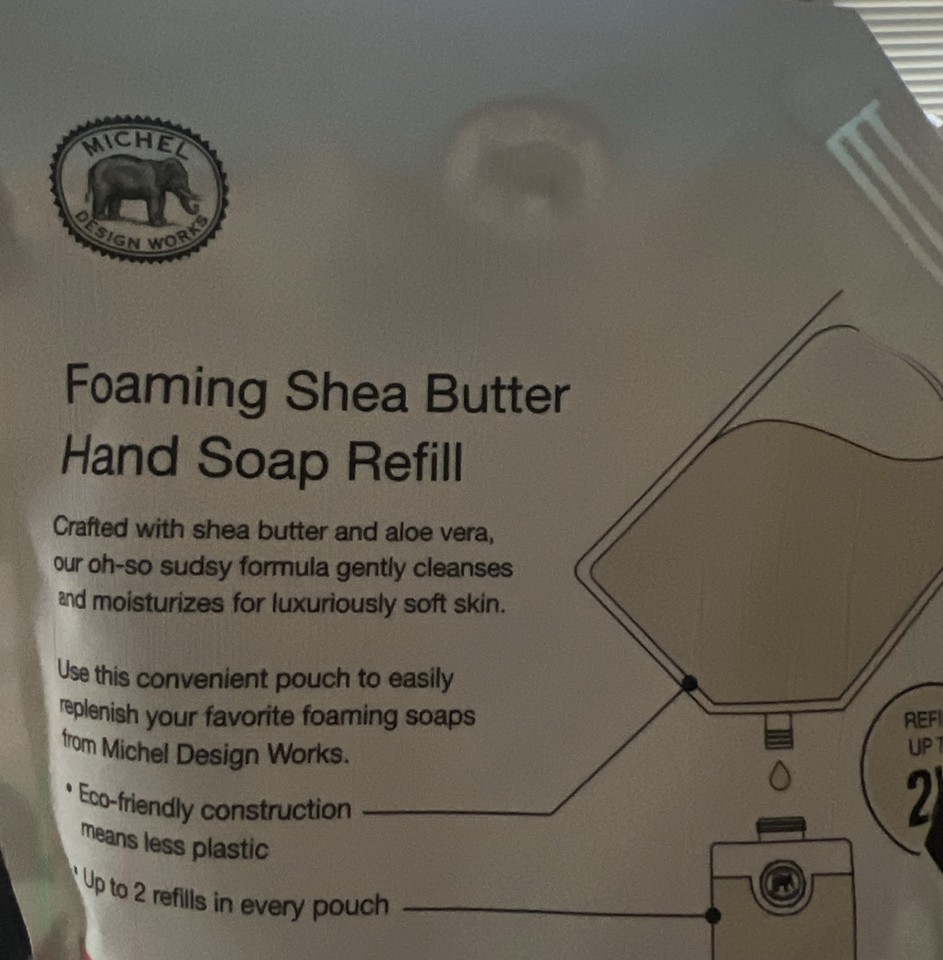 MICHEL
DESIGN WORKS
Foaming Shea Butter
Hand Soap Refill
Crafted with shea butter and aloe vera,
our oh-so sudsy formula gently cleanses
and moisturizes for luxuriously soft skin.
Use this convenient pouch to easily
replenish your favorite foaming soaps
from Michel Design Works.
• Eco-friendly construction
means less plastic
• Up to 2 refills in every pouch
UP
2